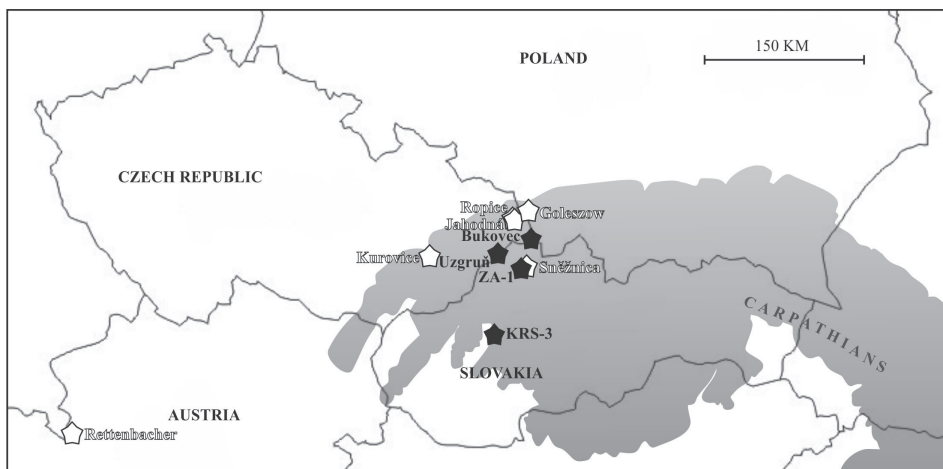 150 KM
POLAND
CZECH REPUBLIC
Ropice
Goleszow
Jahodná
Bukovec
Kurovice
Uzgruň
Sněžnica
ZA-1
CARPATHIANS
KRS-3
SLOVAKIA
AUSTRIA
Rettenbacher